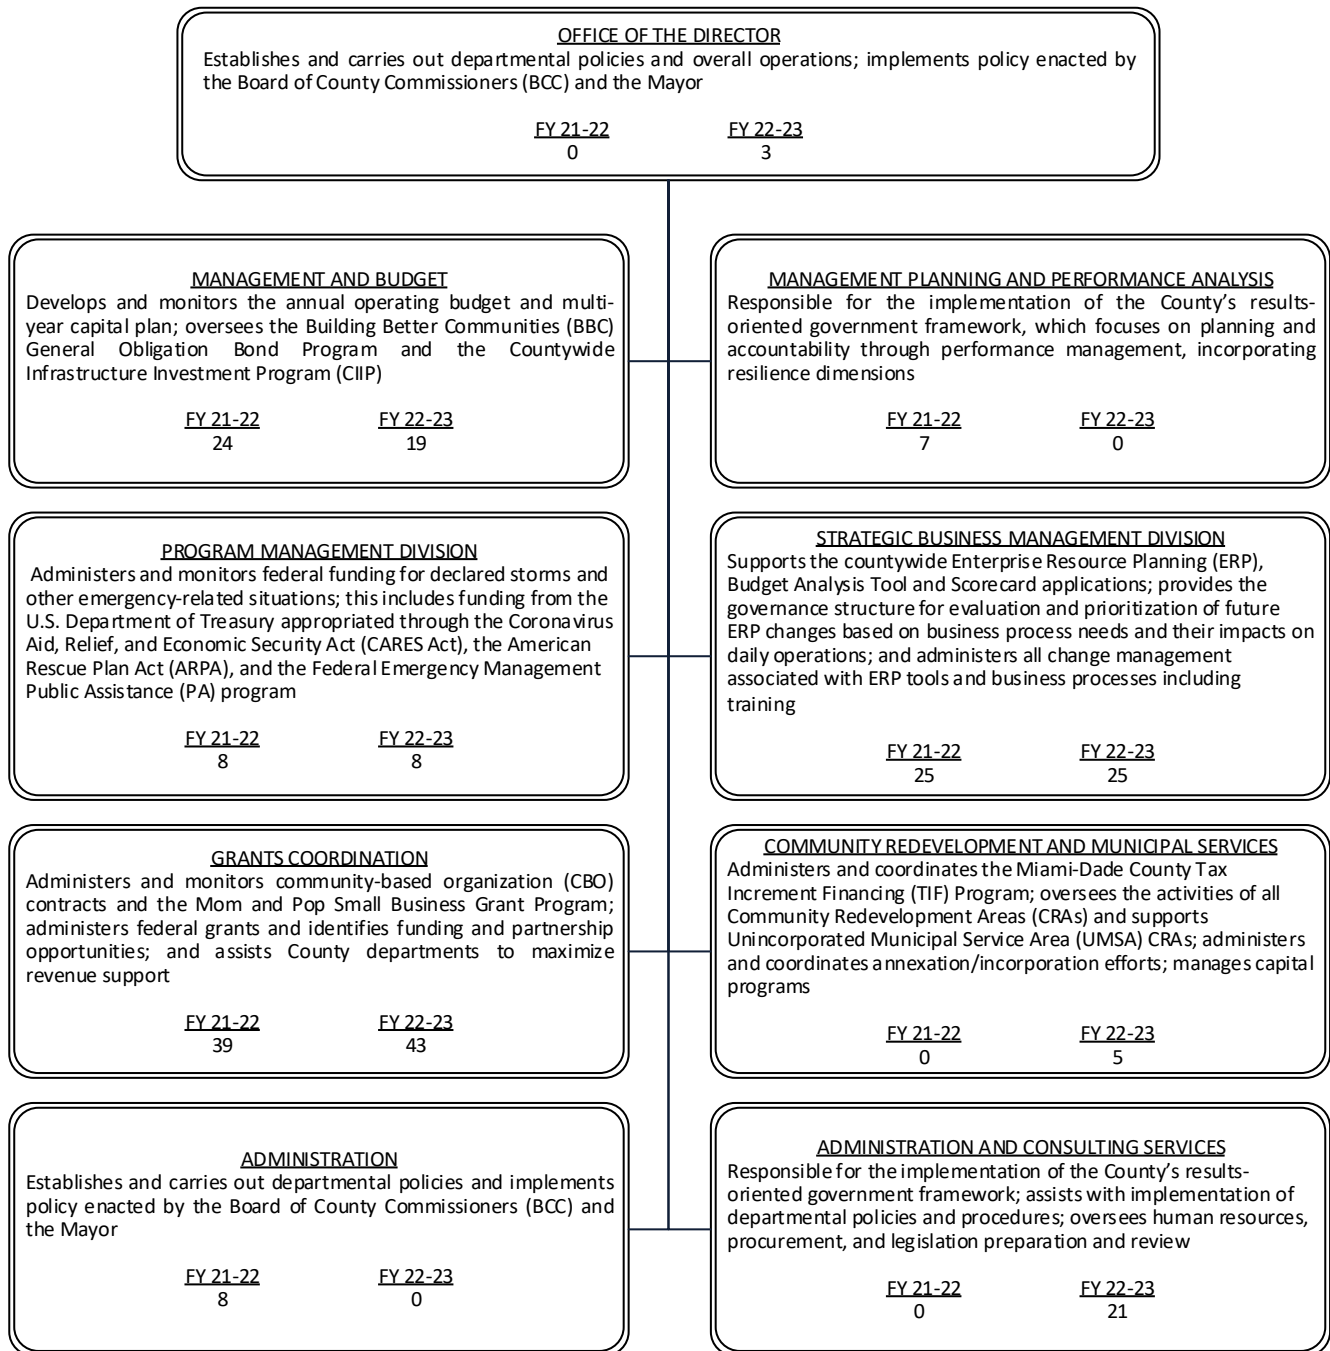 OFFICE OF THE DIRECTOR
Establishes and carries out departmental policies and overall operations; implements policy enacted by
the Board of County Commissioners (BCC) and the Mayor
FY 21-22 FY 22-23
0 3
MANAGEMENT AND BUDGET
Develops and monitors the annual operating budget and multi-
year capital plan; oversees the Building Better Communities (BBC)
General Obligation Bond Program and the Countywide
Infrastructure Investment Program (CIIP)
FY 21-22 FY 22-23
24 19
MANAGEMENT PLANNING AND PERFORMANCE ANALYSIS
Responsible for the implementation of the County's results-
oriented government framework, which focuses on planning and
accountability through performance management, incorporating
resilience dimensions
FY 21-22 FY 22-23
7 0
PROGRAM MANAGEMENT DIVISION
Administers and monitors federal funding for declared storms and
other emergency-related situations; this includes funding from the
U.S. Department of Treasury appropriated through the Coronavirus
Aid, Relief, and Economic Security Act (CARES Act), the American
Rescue Plan Act (ARPA), and the Federal Emergency Management
Public Assistance (PA) program
FY 21-22 FY 22-23
8 8
STRATEGIC BUSINESS MANAGEMENT DIVISION
Supports the countywide Enterprise Resource Planning (ERP),
Budget Analysis Tool and Scorecard applications; provides the
governance structure for evaluation and prioritization of future
ERP changes based on business process needs and their impacts on
daily operations; and administers all change management
associated with ERP tools and business processes including
training
FY 21-22 FY 22-23
25 25
GRANTS COORDINATION
Administers and monitors community-based organization (CBO)
contracts and the Mom and Pop Small Business Grant Program;
administers federal grants and identifies funding and partnership
opportunities; and assists County departments to maximize
revenue support
FY 21-22 FY 22-23
39 43
COMMUNITY REDEVELOPMENT AND MUNICIPAL SERVICES
Administers and coordinates the Miami-Dade County Tax
Increment Financing (TIF) Program; oversees the activities of all
Community Redevelopment Areas (CRAs) and supports
Unincorporated Municipal Service Area (UMSA) CRAs; administers
and coordinates annexation/incorporation efforts; manages capital
programs
FY 21-22 FY 22-23
0 5
ADMINISTRATION
Establishes and carries out departmental policies and implements
policy enacted by the Board of County Commissioners (BCC) and
the Mayor
FY 21-22 FY 22-23
8 0
ADMINISTRATION AND CONSULTING SERVICES
Responsible for the implementation of the County's results-
oriented government framework; assists with implementation of
departmental policies and procedures; oversees human resources,
procurement, and legislation preparation and review
FY 21-22 FY 22-23
0 21